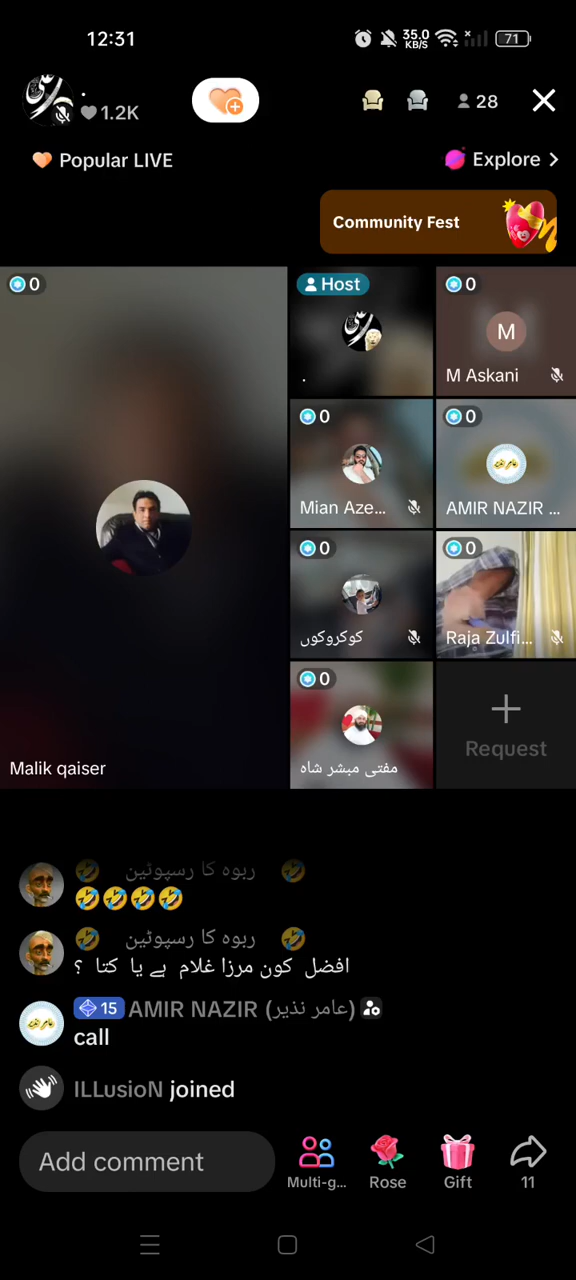 12:31
35.0
KB/S
71
.
1.2K
28
Popular LIVE
Explore
Community Fest
0
Host
.
0
M
M Askani
0
Mian Aze...
0
AMIR NAZIR ...
0
کوکروکوں
0
Raja Zulfi...
0
مفتی مبشر شاہ
Request
Malik qaiser
🤣 ربوہ کا رسپوٹین 🤣
🤣🤣🤣🤣
🤣 ربوہ کا رسپوٹین 🤣
افضل کون مرزا غلام ہے یا کتا ؟
15 AMIR NAZIR (عامر نذیر)
call
ILLusioN joined
Add comment
Multi-g...
Rose
Gift
11